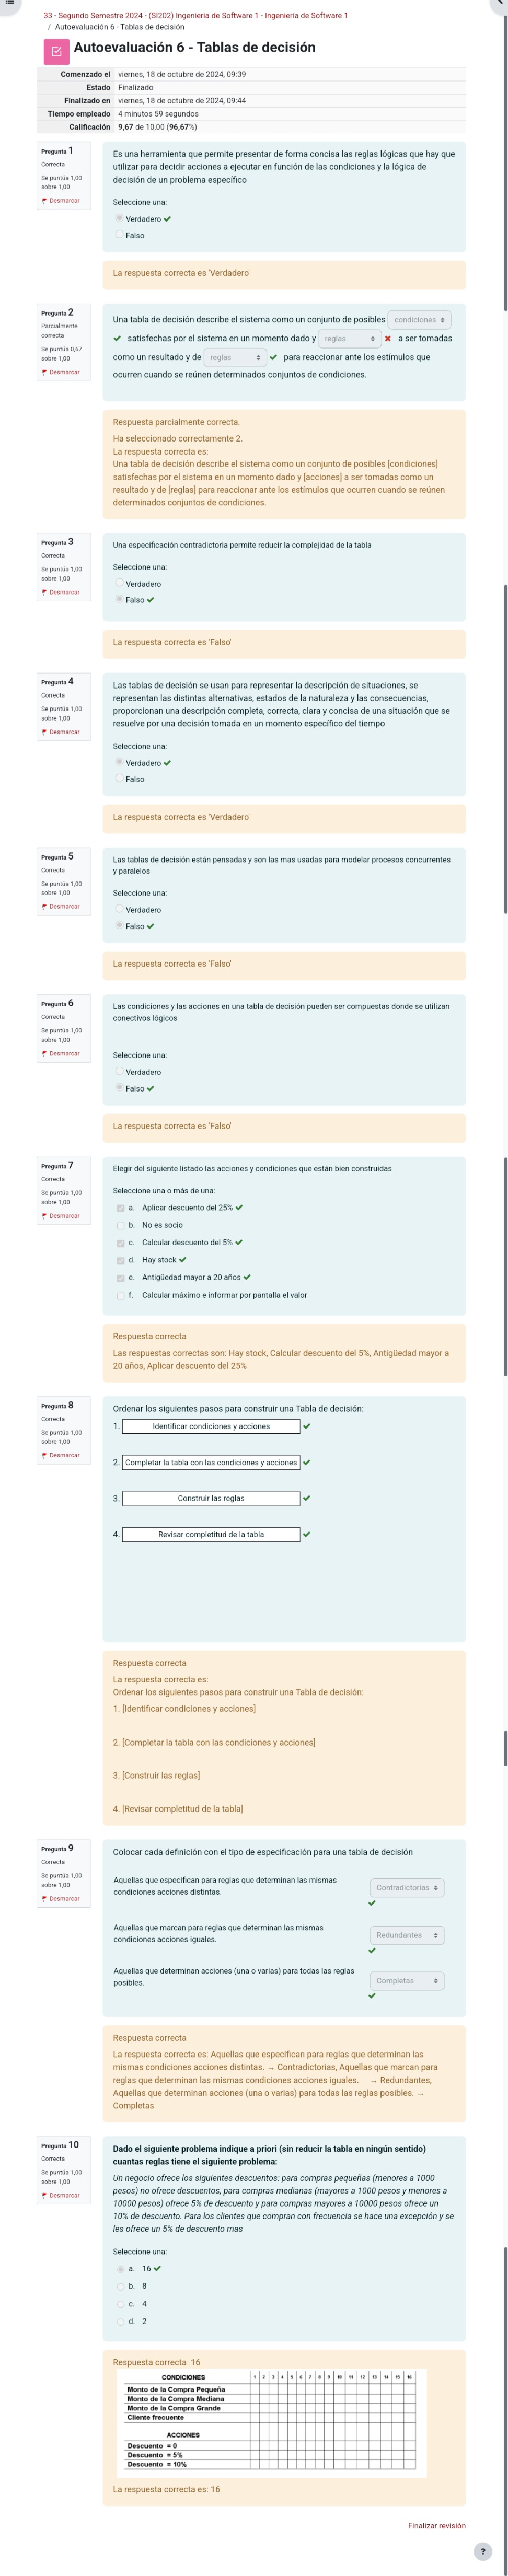 33 - Segundo Semestre 2024 - (SI202) Ingenieria de Software 1 - Ingeniería de Software 1
/ Autoevaluación 6 - Tablas de decisión
Autoevaluación 6 - Tablas de decisión
Comenzado el viernes, 18 de octubre de 2024, 09:39
Estado Finalizado
Finalizado en viernes, 18 de octubre de 2024, 09:44
Tiempo empleado 4 minutos 59 segundos
Calificación 9,67 de 10,00 (96,67%)
Pregunta 1
Correcta
Se puntúa 1,00
sobre 1,00
Desmarcar
Es una herramienta que permite presentar de forma concisa las reglas lógicas que hay que
utilizar para decidir acciones a ejecutar en función de las condiciones y la lógica de
decisión de un problema específico
Seleccione una:
Verdadero
Falso
La respuesta correcta es 'Verdadero'
Pregunta 2
Parcialmente
correcta
Se puntúa 0,67
sobre 1,00
Desmarcar
Una tabla de decisión describe el sistema como un conjunto de posibles condiciones
satisfechas por el sistema en un momento dado y reglas a ser tomadas
como un resultado y de reglas para reaccionar ante los estímulos que
ocurren cuando se reúnen determinados conjuntos de condiciones.
Respuesta parcialmente correcta.
Ha seleccionado correctamente 2.
La respuesta correcta es:
Una tabla de decisión describe el sistema como un conjunto de posibles [condiciones]
satisfechas por el sistema en un momento dado y [acciones] a ser tomadas como un
resultado y de [reglas] para reaccionar ante los estímulos que ocurren cuando se reúnen
determinados conjuntos de condiciones.
Pregunta 3
Correcta
Se puntúa 1,00
sobre 1,00
Desmarcar
Una especificación contradictoria permite reducir la complejidad de la tabla
Seleccione una:
Verdadero
Falso
La respuesta correcta es 'Falso'
Pregunta 4
Correcta
Se puntúa 1,00
sobre 1,00
Desmarcar
Las tablas de decisión se usan para representar la descripción de situaciones, se
representan las distintas alternativas, estados de la naturaleza y las consecuencias,
proporcionan una descripción completa, correcta, clara y concisa de una situación que se
resuelve por una decisión tomada en un momento específico del tiempo
Seleccione una:
Verdadero
Falso
La respuesta correcta es 'Verdadero'
Pregunta 5
Correcta
Se puntúa 1,00
sobre 1,00
Desmarcar
Las tablas de decisión están pensadas y son las mas usadas para modelar procesos concurrentes
y paralelos
Seleccione una:
Verdadero
Falso
La respuesta correcta es 'Falso'
Pregunta 6
Correcta
Se puntúa 1,00
sobre 1,00
Desmarcar
Las condiciones y las acciones en una tabla de decisión pueden ser compuestas donde se utilizan
conectivos lógicos
Seleccione una:
Verdadero
Falso
La respuesta correcta es 'Falso'
Pregunta 7
Correcta
Se puntúa 1,00
sobre 1,00
Desmarcar
Elegir del siguiente listado las acciones y condiciones que están bien construidas
Seleccione una o más de una:
a. Aplicar descuento del 25%
b. No es socio
c. Calcular descuento del 5%
d. Hay stock
e. Antigüedad mayor a 20 años
f. Calcular máximo e informar por pantalla el valor
Respuesta correcta
Las respuestas correctas son: Hay stock, Calcular descuento del 5%, Antigüedad mayor a
20 años, Aplicar descuento del 25%
Pregunta 8
Correcta
Se puntúa 1,00
sobre 1,00
Desmarcar
Ordenar los siguientes pasos para construir una Tabla de decisión:
1. Identificar condiciones y acciones
2. Completar la tabla con las condiciones y acciones
3. Construir las reglas
4. Revisar completitud de la tabla
Respuesta correcta
La respuesta correcta es:
Ordenar los siguientes pasos para construir una Tabla de decisión:
1. [Identificar condiciones y acciones]
2. [Completar la tabla con las condiciones y acciones]
3. [Construir las reglas]
4. [Revisar completitud de la tabla]
Pregunta 9
Correcta
Se puntúa 1,00
sobre 1,00
Desmarcar
Colocar cada definición con el tipo de especificación para una tabla de decisión
Aquellas que especifican para reglas que determinan las mismas
condiciones acciones distintas.
Contradictorias
Aquellas que marcan para reglas que determinan las mismas
condiciones acciones iguales.
Redundantes
Aquellas que determinan acciones (una o varias) para todas las reglas
posibles.
Completas
Respuesta correcta
La respuesta correcta es: Aquellas que especifican para reglas que determinan las
mismas condiciones acciones distintas. → Contradictorias, Aquellas que marcan para
reglas que determinan las mismas condiciones acciones iguales. → Redundantes,
Aquellas que determinan acciones (una o varias) para todas las reglas posibles. →
Completas
Pregunta 10
Correcta
Se puntúa 1,00
sobre 1,00
Desmarcar
Dado el siguiente problema indique a priori (sin reducir la tabla en ningún sentido)
cuantas reglas tiene el siguiente problema:
Un negocio ofrece los siguientes descuentos: para compras pequeñas (menores a 1000
pesos) no ofrece descuentos, para compras medianas (mayores a 1000 pesos y menores a
10000 pesos) ofrece 5% de descuento y para compras mayores a 10000 pesos ofrece un
10% de descuento. Para los clientes que compran con frecuencia se hace una excepción y se
les ofrece un 5% de descuento mas
Seleccione una:
a. 16
b. 8
c. 4
d. 2
Respuesta correcta 16
CONDICIONES 1 2 3 4 5 6 7 8 9 10 11 12 13 14 15 16
Monto de la Compra Pequeña
Monto de la Compra Mediana
Monto de la Compra Grande
Cliente frecuente
ACCIONES
Descuento = 0
Descuento = 5%
Descuento = 10%
La respuesta correcta es: 16
Finalizar revisión
?